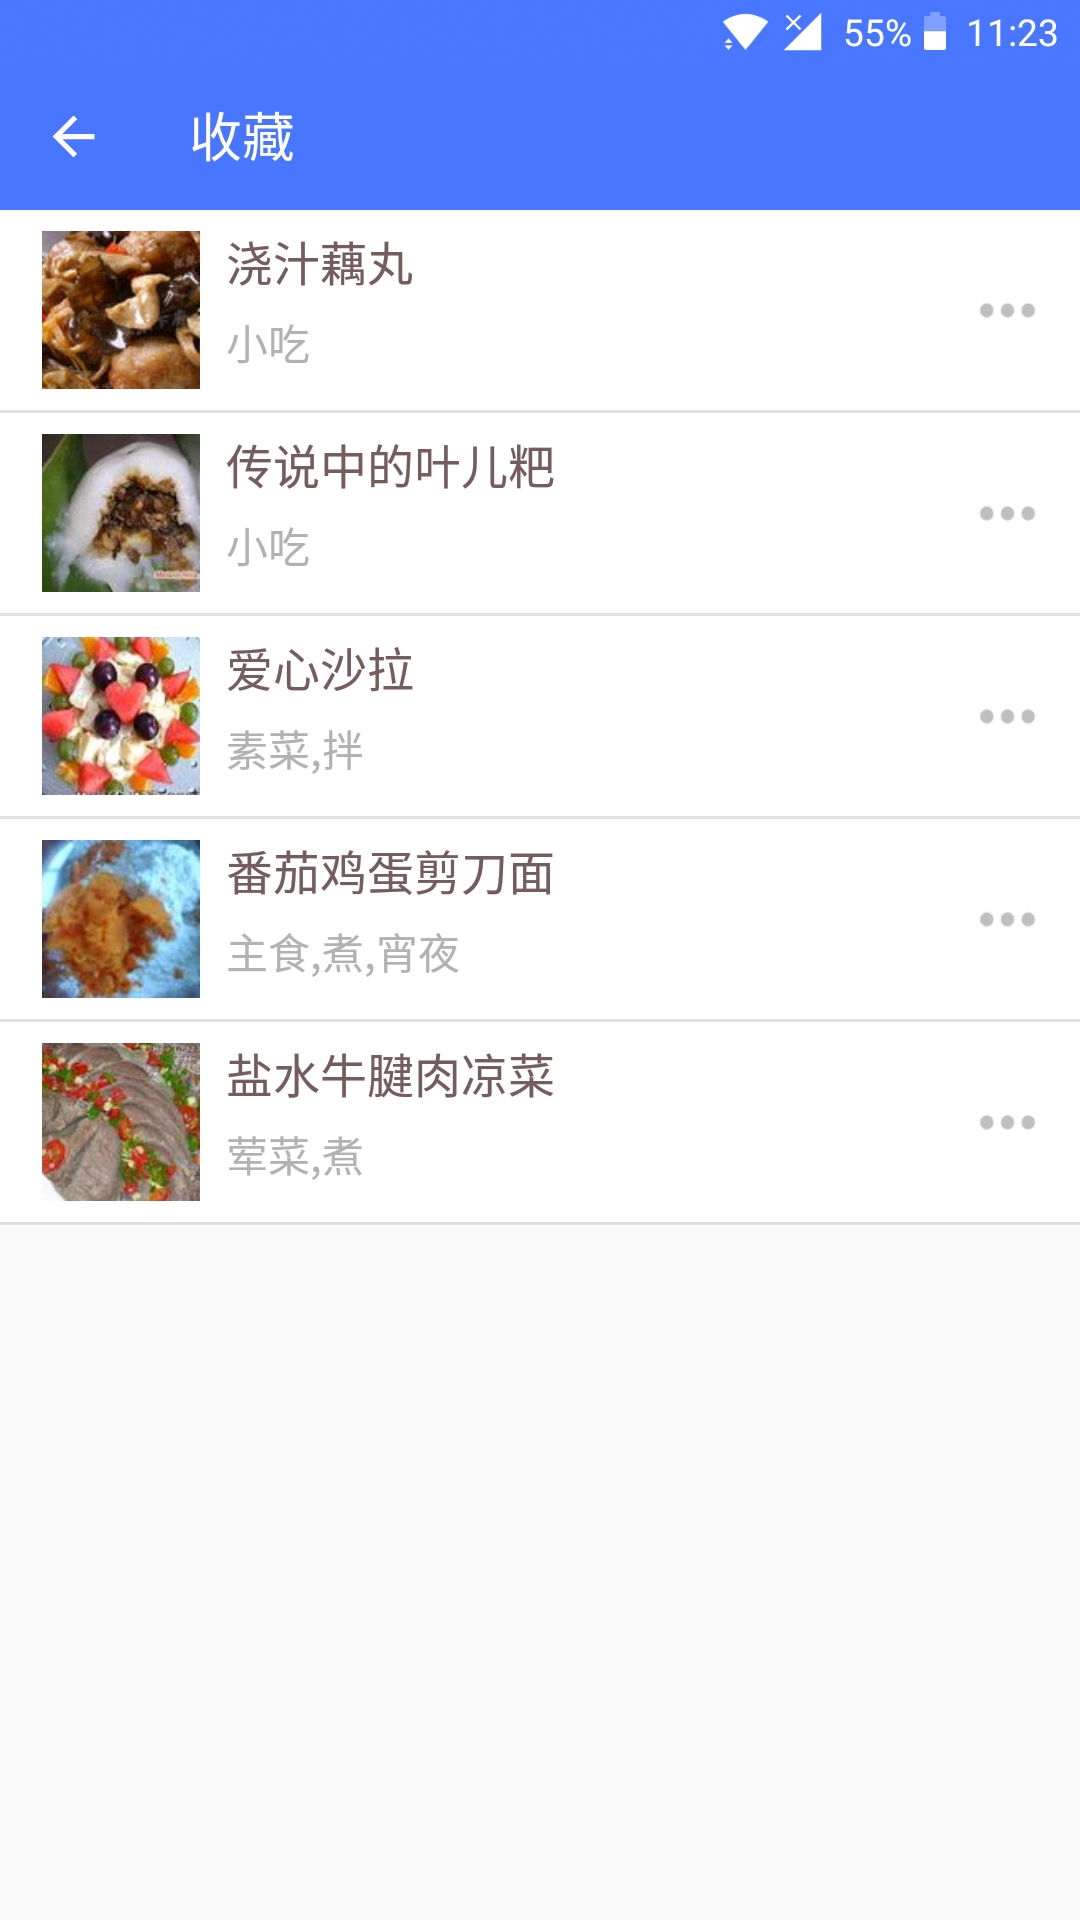 55% 11:23
收藏
浇汁藕丸
小吃
传说中的叶儿粑
小吃
爱心沙拉
素菜,拌
番茄鸡蛋剪刀面
主食,煮,宵夜
盐水牛腱肉凉菜
荤菜,煮